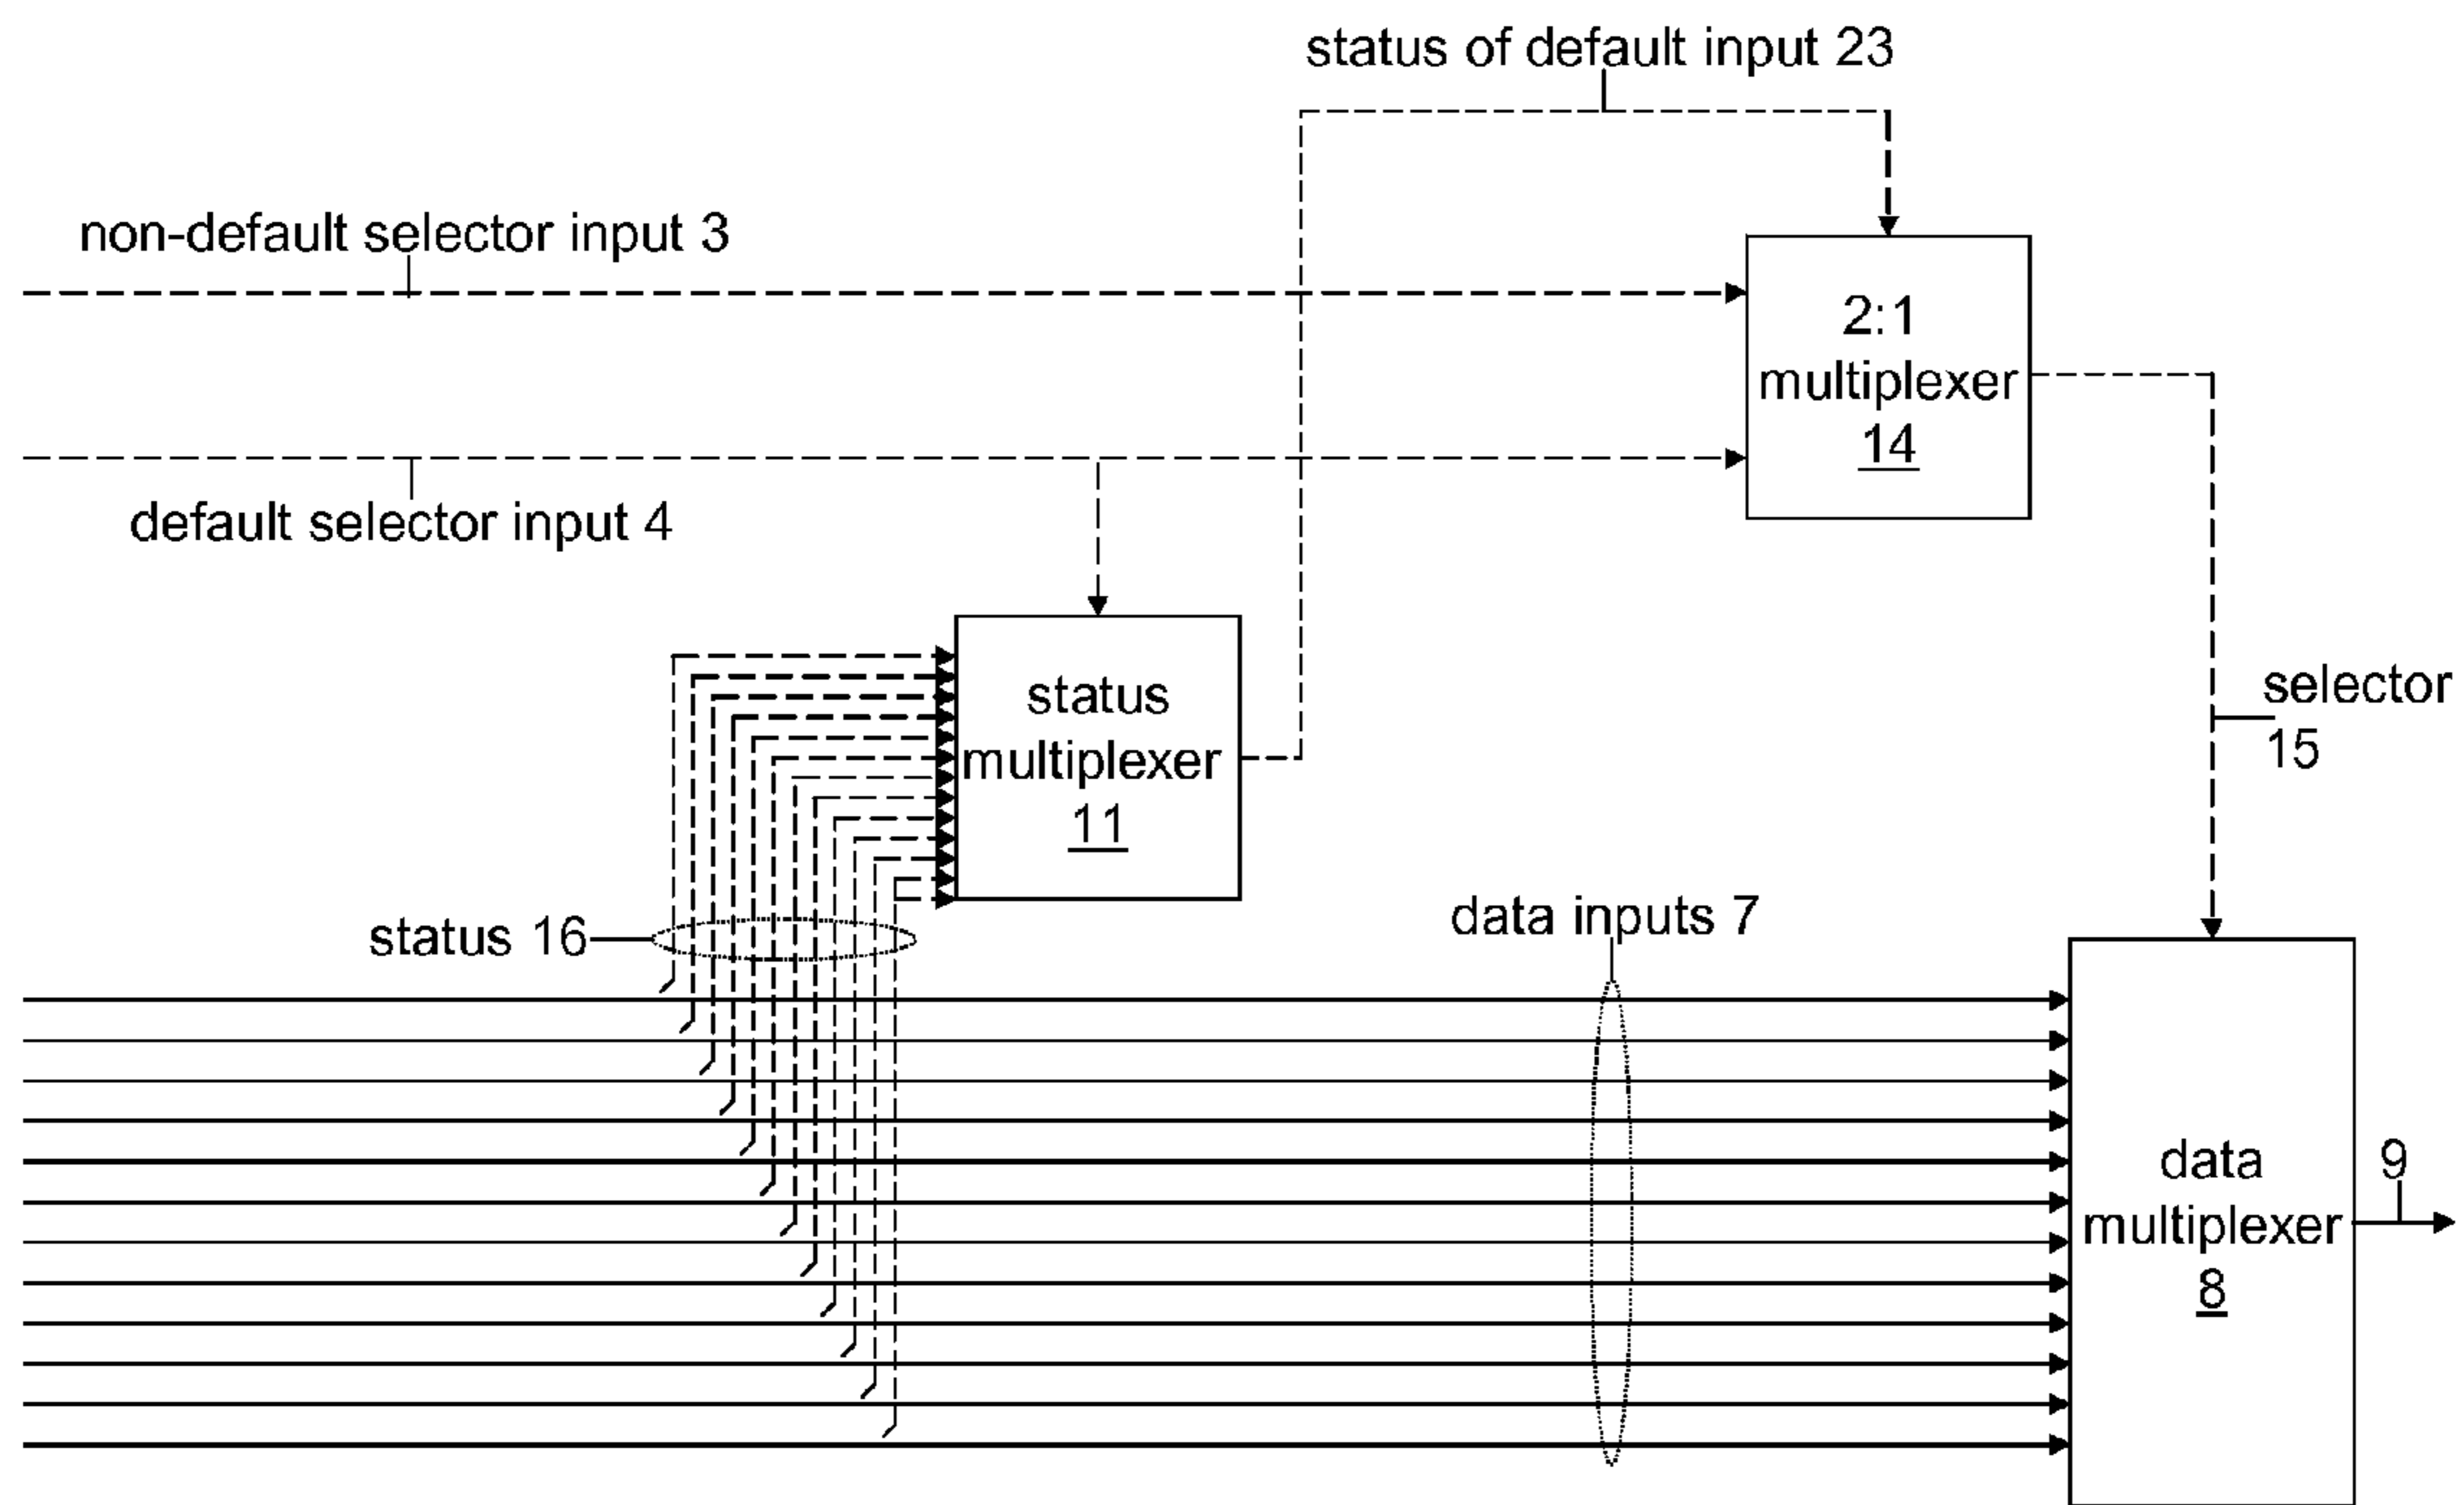 status of default input 23
non-default selector input 3
2:1
multiplexer
14
default selector input 4
status
multiplexer
11
selector
15
status 16
data inputs 7
data
multiplexer
8
9